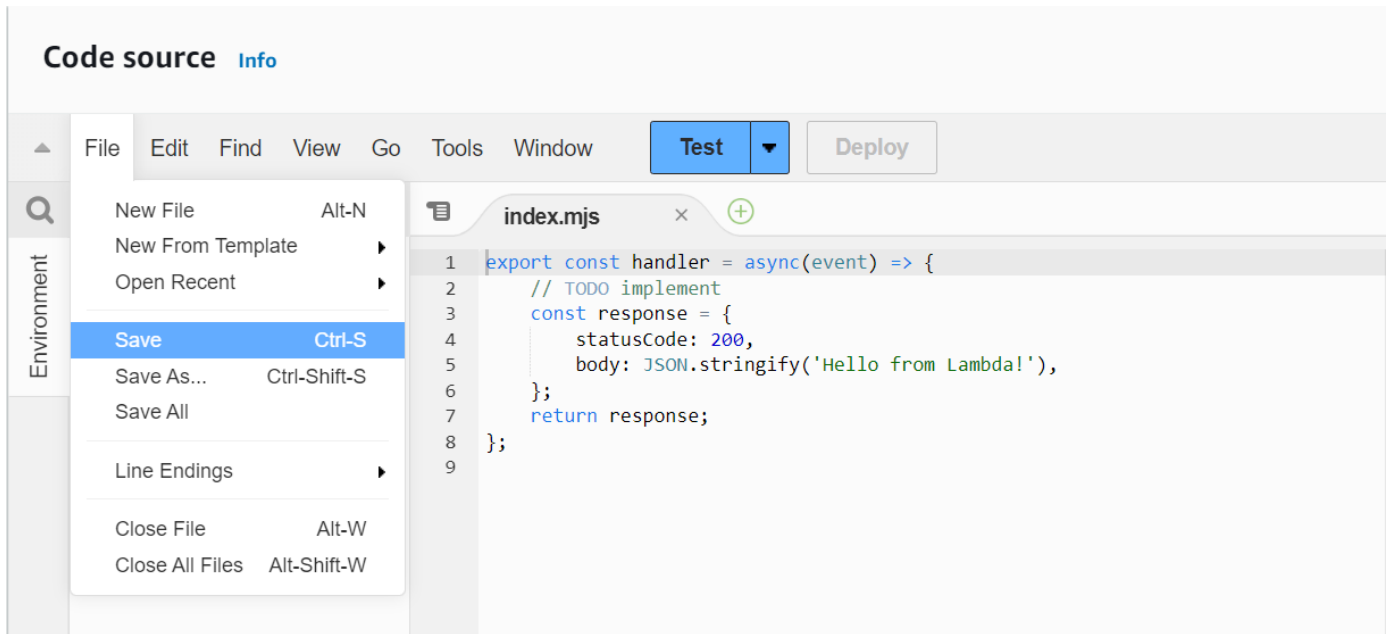 Code source Info
File Edit Find View Go Tools Window Test Deploy
New File Alt-N
New From Template
Open Recent
Save Ctrl-S
Save As... Ctrl-Shift-S
Save All
Line Endings
Close File Alt-W
Close All Files Alt-Shift-W
Environment
index.mjs
1 export const handler = async(event) => {
2     // TODO implement
3     const response = {
4         statusCode: 200,
5         body: JSON.stringify('Hello from Lambda!'),
6     };
7     return response;
8 };
9